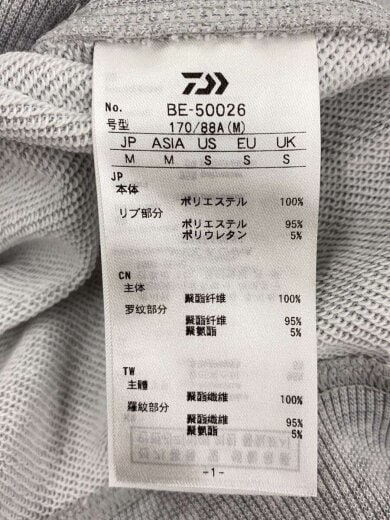 No. BE-50026
号型 170/88A(M)
JP ASIA US EU UK
M M S S S
JP
本体
ポリエステル 100%
リブ部分
ポリエステル 95%
ポリウレタン 5%
CN
主体
聚酯纤维 100%
罗纹部分
聚酯纤维 95%
聚氨酯 5%
TW
主體
聚酯纖維 100%
羅紋部分
聚酯纖維 95%
聚氨酯 5%
-1-